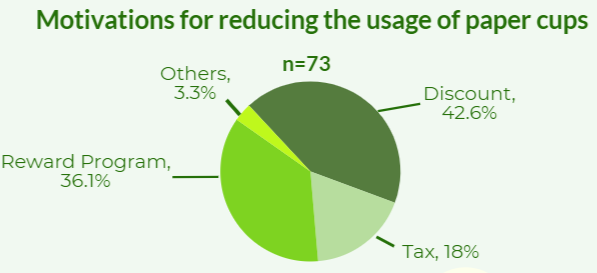 Motivations for reducing the usage of paper cups
n=73
Others,
3.3%
Discount,
42.6%
Reward Program,
36.1%
Tax, 18%